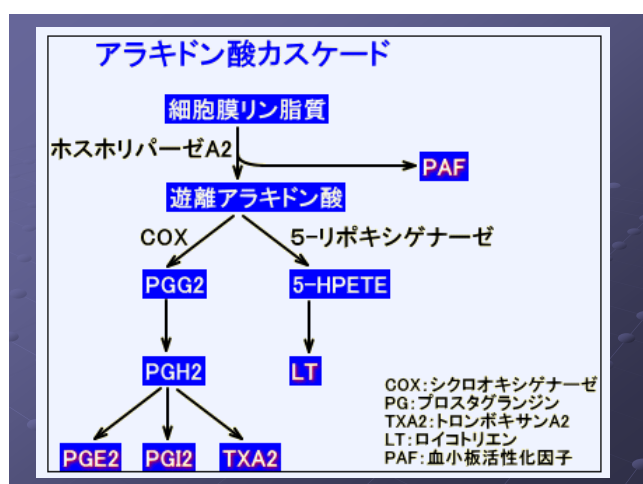 アラキドン酸カスケード
細胞膜リン脂質
ホスホリパーゼA2
PAF
遊離アラキドン酸
COX
5-リポキシゲナーゼ
PGG2
5-HPETE
PGH2
LT
PGE2
PGI2
TXA2
COX:シクロオキシゲナーゼ
PG:プロスタグランジン
TXA2:トロンボキサンA2
LT:ロイコトリエン
PAF:血小板活性化因子